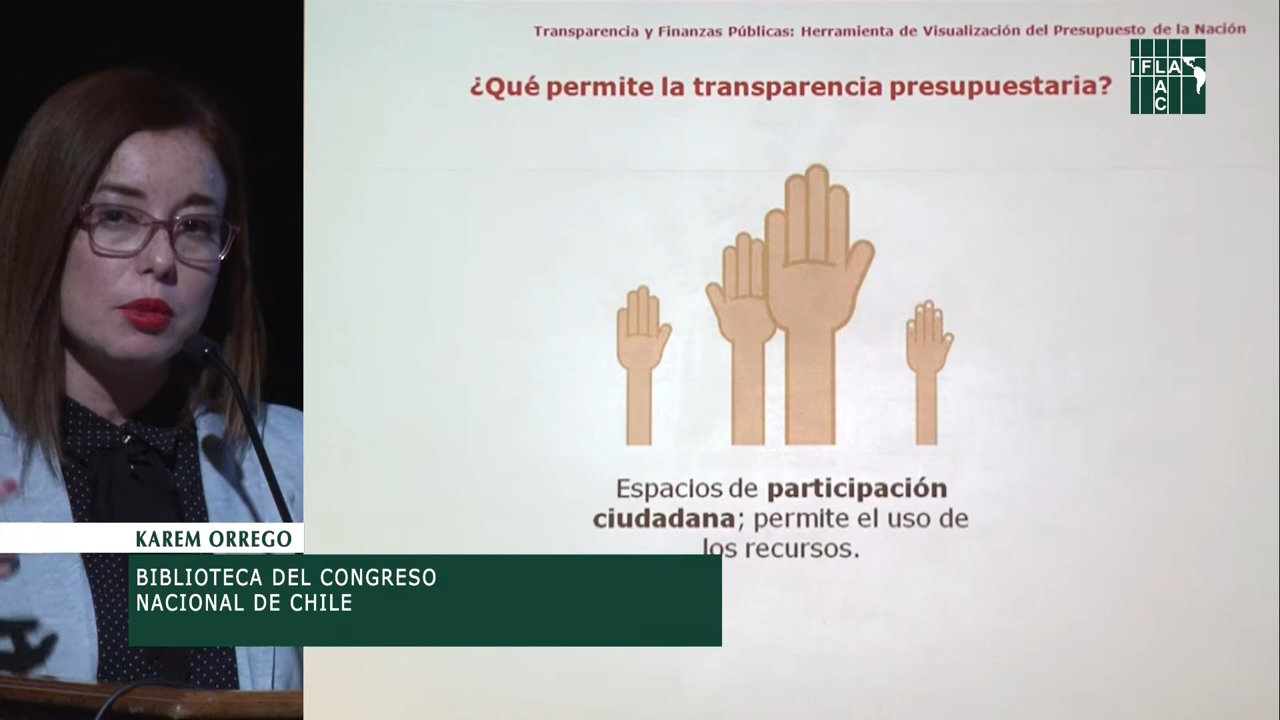 Transparencia y Finanzas Públicas: Herramienta de Visualización del Presupuesto de la Nación
¿Qué permite la transparencia presupuestaria?
IFLA
A
C
Espacios de participación
ciudadana; permite el uso de
los recursos.
KAREM ORREGO
BIBLIOTECA DEL CONGRESO
NACIONAL DE CHILE